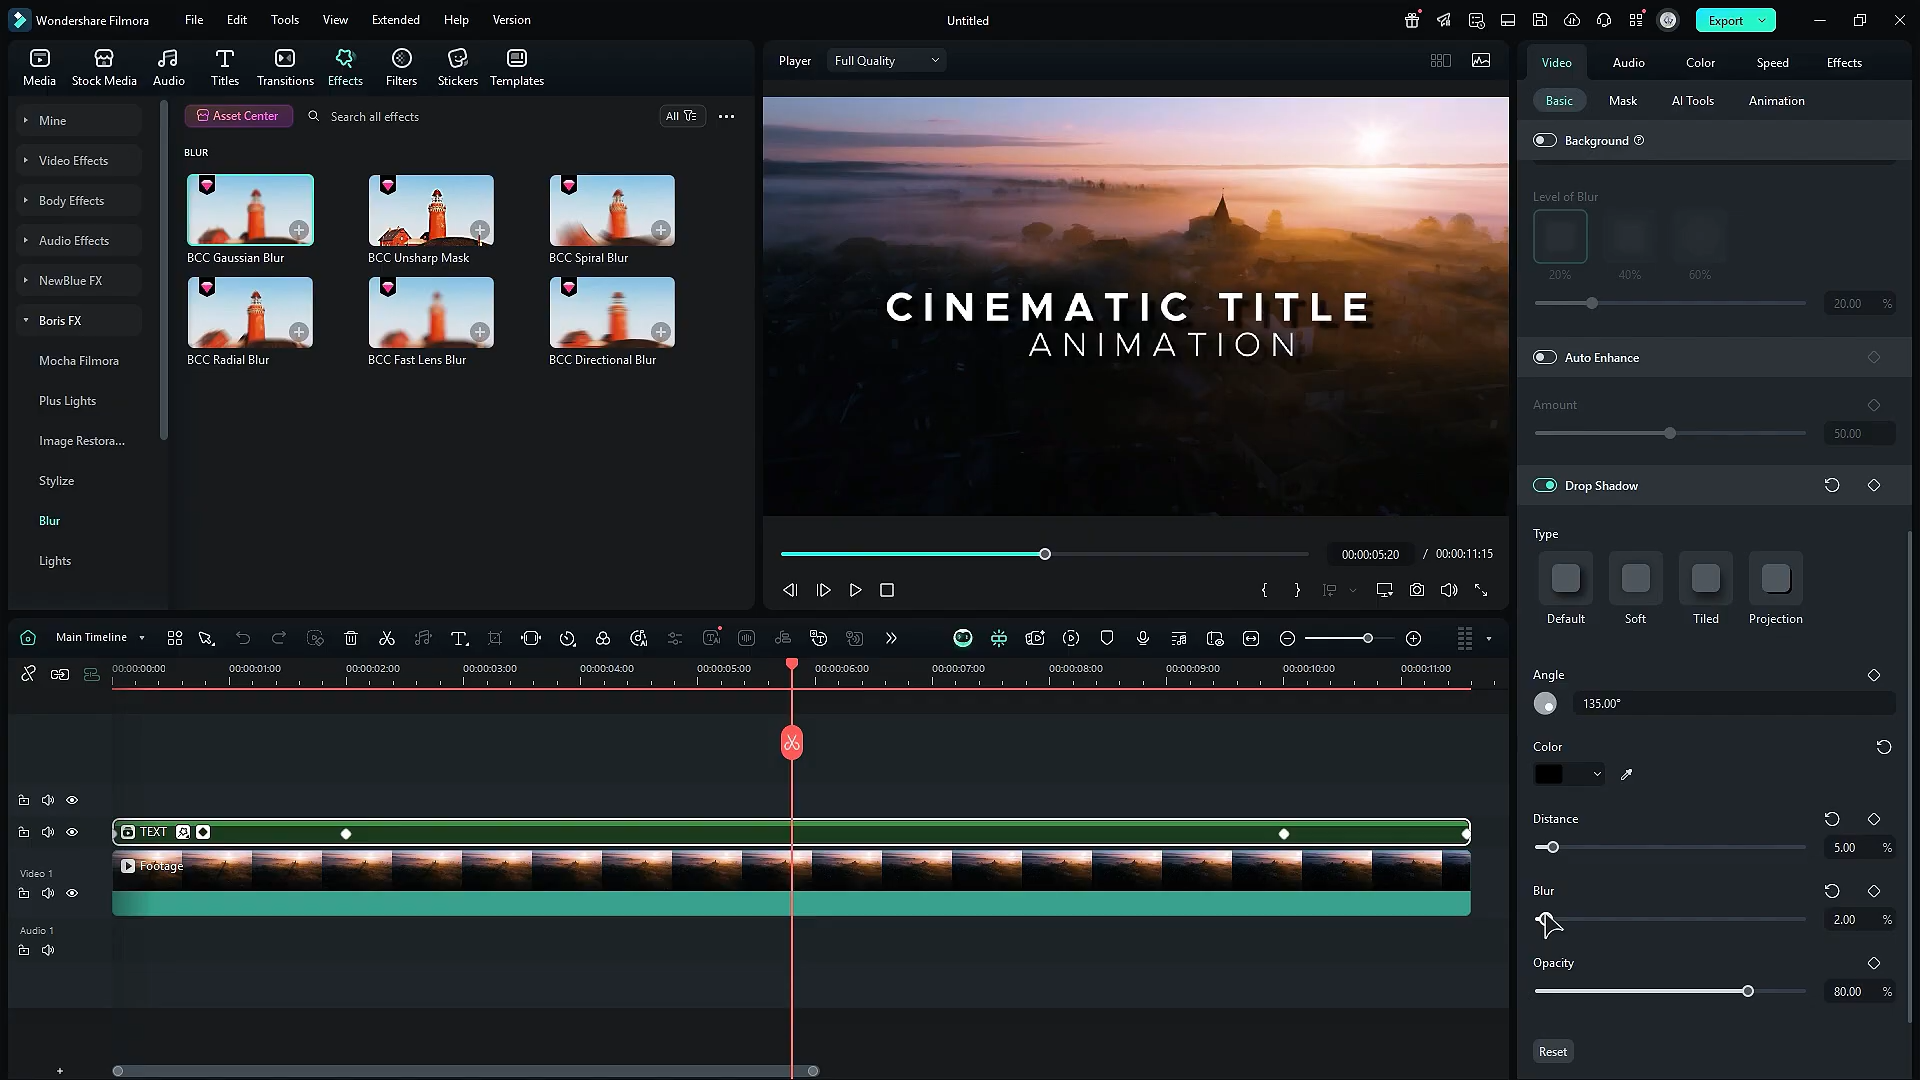 Wondershare Filmora
File
Edit
Tools
View
Extended
Help
Version
Untitled
Export
Media
Stock Media
Audio
Titles
Transitions
Effects
Filters
Stickers
Templates
Player
Full Quality
Video
Audio
Color
Speed
Effects
Basic
Mask
AI Tools
Animation
Mine
Video Effects
Body Effects
Audio Effects
NewBlue FX
Boris FX
Mocha Filmora
Plus Lights
Image Restora...
Stylize
Blur
Lights
Asset Center
Search all effects
All
BLUR
BCC Gaussian Blur
BCC Unsharp Mask
BCC Spiral Blur
BCC Radial Blur
BCC Fast Lens Blur
BCC Directional Blur
CINEMATIC TITLE
ANIMATION
00:00:05:20 / 00:00:11:15
Background
Level of Blur
20%
40%
60%
20.00 %
Auto Enhance
Amount
50.00
Drop Shadow
Type
Default
Soft
Tiled
Projection
Angle
135.00°
Color
Distance
5.00 %
Blur
2.00 %
Opacity
80.00 %
Reset
Main Timeline
00:00:00:00
00:00:01:00
00:00:02:00
00:00:03:00
00:00:04:00
00:00:05:00
00:00:06:00
00:00:07:00
00:00:08:00
00:00:09:00
00:00:10:00
00:00:11:00
TEXT
Footage
Video 1
Audio 1